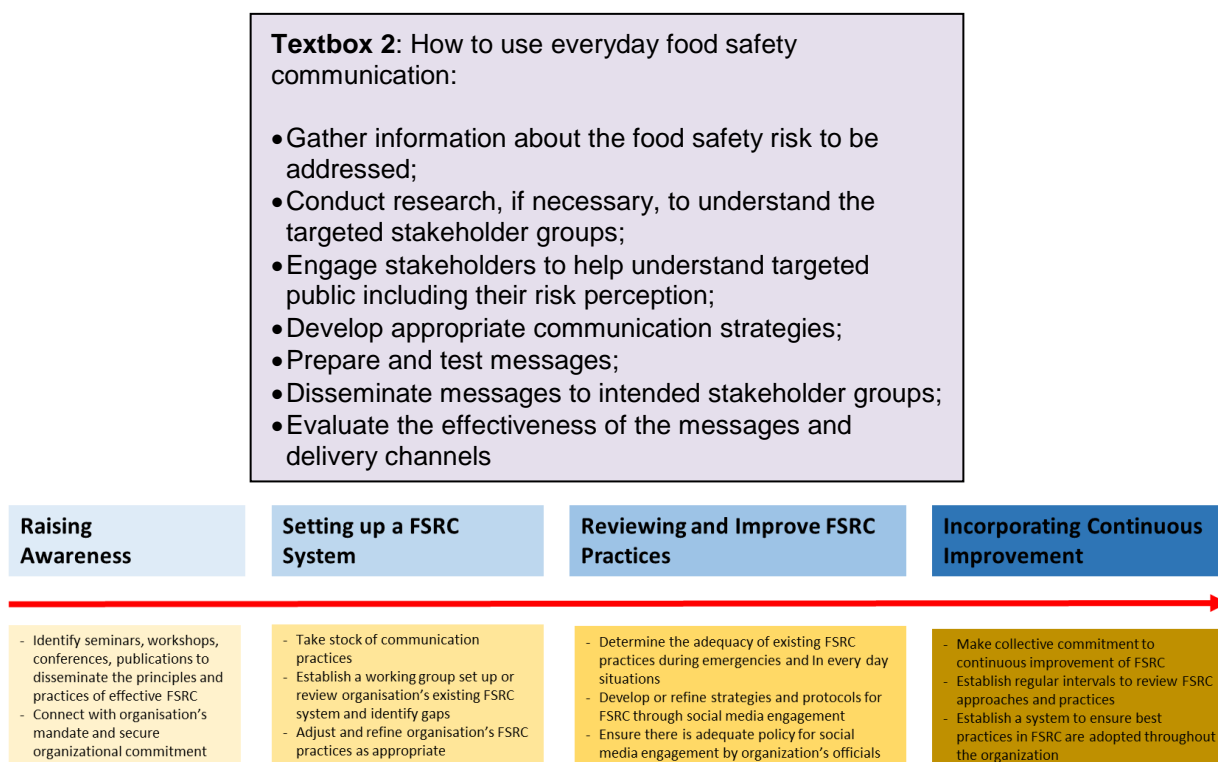 Textbox 2: How to use everyday food safety
communication:
•Gather information about the food safety risk to be
addressed;
•Conduct research, if necessary, to understand the
targeted stakeholder groups;
•Engage stakeholders to help understand targeted
public including their risk perception;
•Develop appropriate communication strategies;
•Prepare and test messages;
•Disseminate messages to intended stakeholder groups;
•Evaluate the effectiveness of the messages and
delivery channels
Raising
Awareness
Setting up a FSRC
System
Reviewing and Improve FSRC
Practices
Incorporating Continuous
Improvement
- Identify seminars, workshops,
conferences, publications to
disseminate the principles and
practices of effective FSRC
- Connect with organisation's
mandate and secure
organizational commitment
- Take stock of communication
practices
- Establish a working group set up or
review organisation's existing FSRC
system and identify gaps
- Adjust and refine organisation's FSRC
practices as appropriate
- Determine the adequacy of existing FSRC
practices during emergencies and In every day
situations
- Develop or refine strategies and protocols for
FSRC through social media engagement
- Ensure there is adequate policy for social
media engagement by organization's officials
- Make collective commitment to
continuous improvement of FSRC
- Establish regular intervals to review FSRC
approaches and practices
- Establish a system to ensure best
practices in FSRC are adopted throughout
the organization